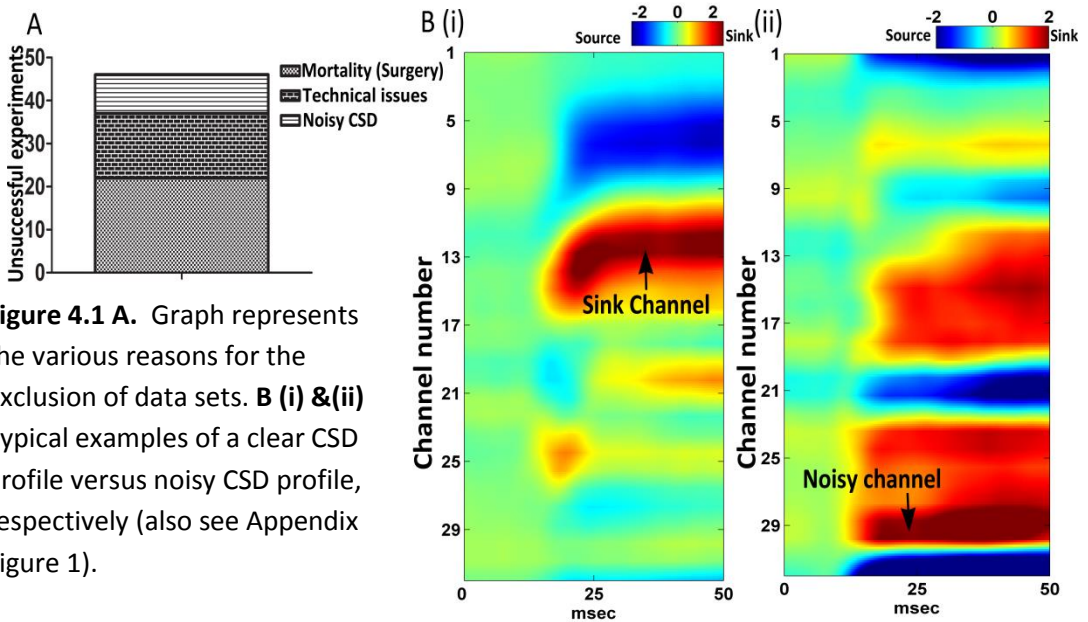 A
Unsuccessful experiments
50
40
30
20
10
0
Mortality (Surgery)
Technical issues
Noisy CSD
igure 4.1 A. Graph represents
he various reasons for the
xclusion of data sets. B (i) &(ii)
ypical examples of a clear CSD
rofile versus noisy CSD profile,
espectively (also see Appendix
igure 1).
B (i)
-2 0 2
Source Sink
Channel number
1
5
9
13
Sink Channel
17
21
25
29
0 25 50
msec
(ii)
-2 0 2
Source Sink
Channel number
1
5
9
13
17
21
25
Noisy channel
29
0 25 50
msec